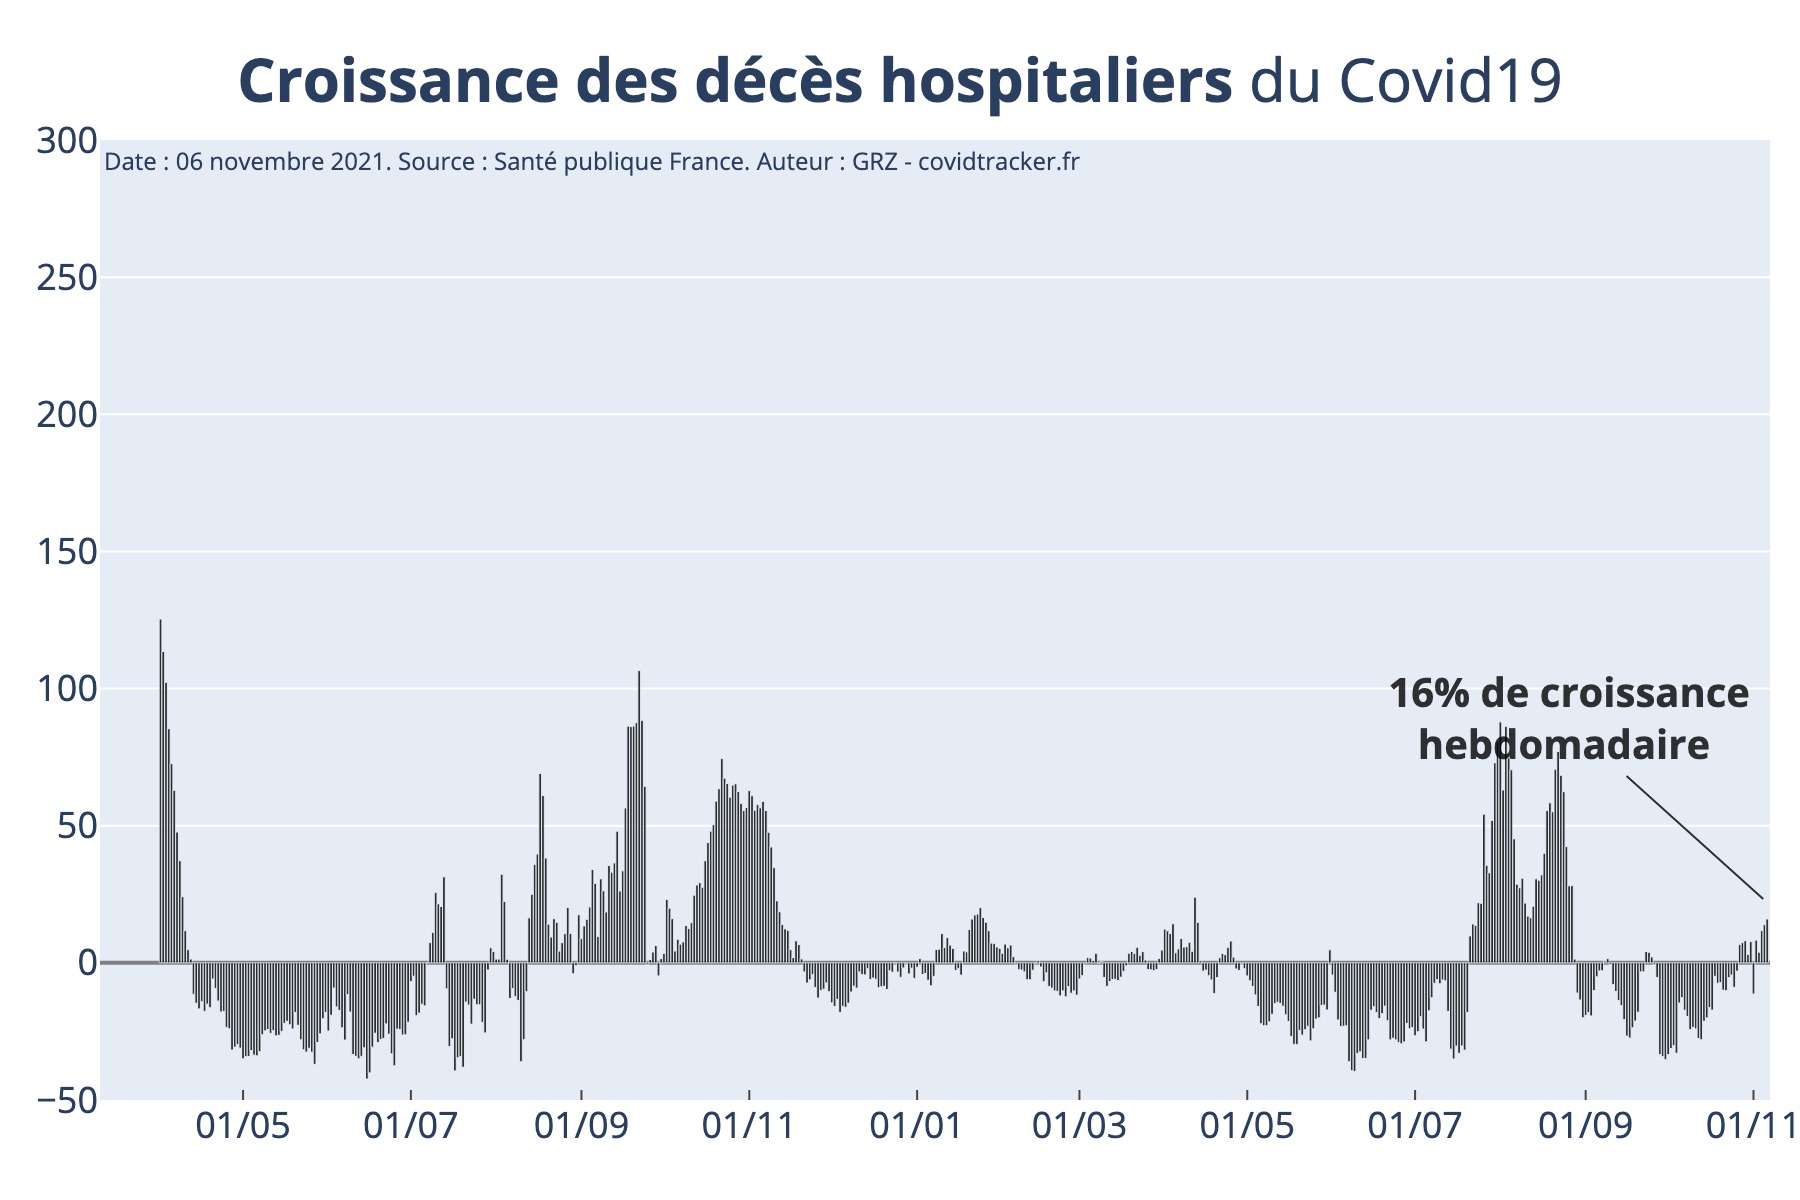 Croissance des décès hospitaliers du Covid19
300
Date : 06 novembre 2021. Source : Santé publique France. Auteur : GRZ - covidtracker.fr
250
200
150
100
16% de croissance
hebdomadaire
50
0
−50
01/05 01/07 01/09 01/11 01/01 01/03 01/05 01/07 01/09 01/11